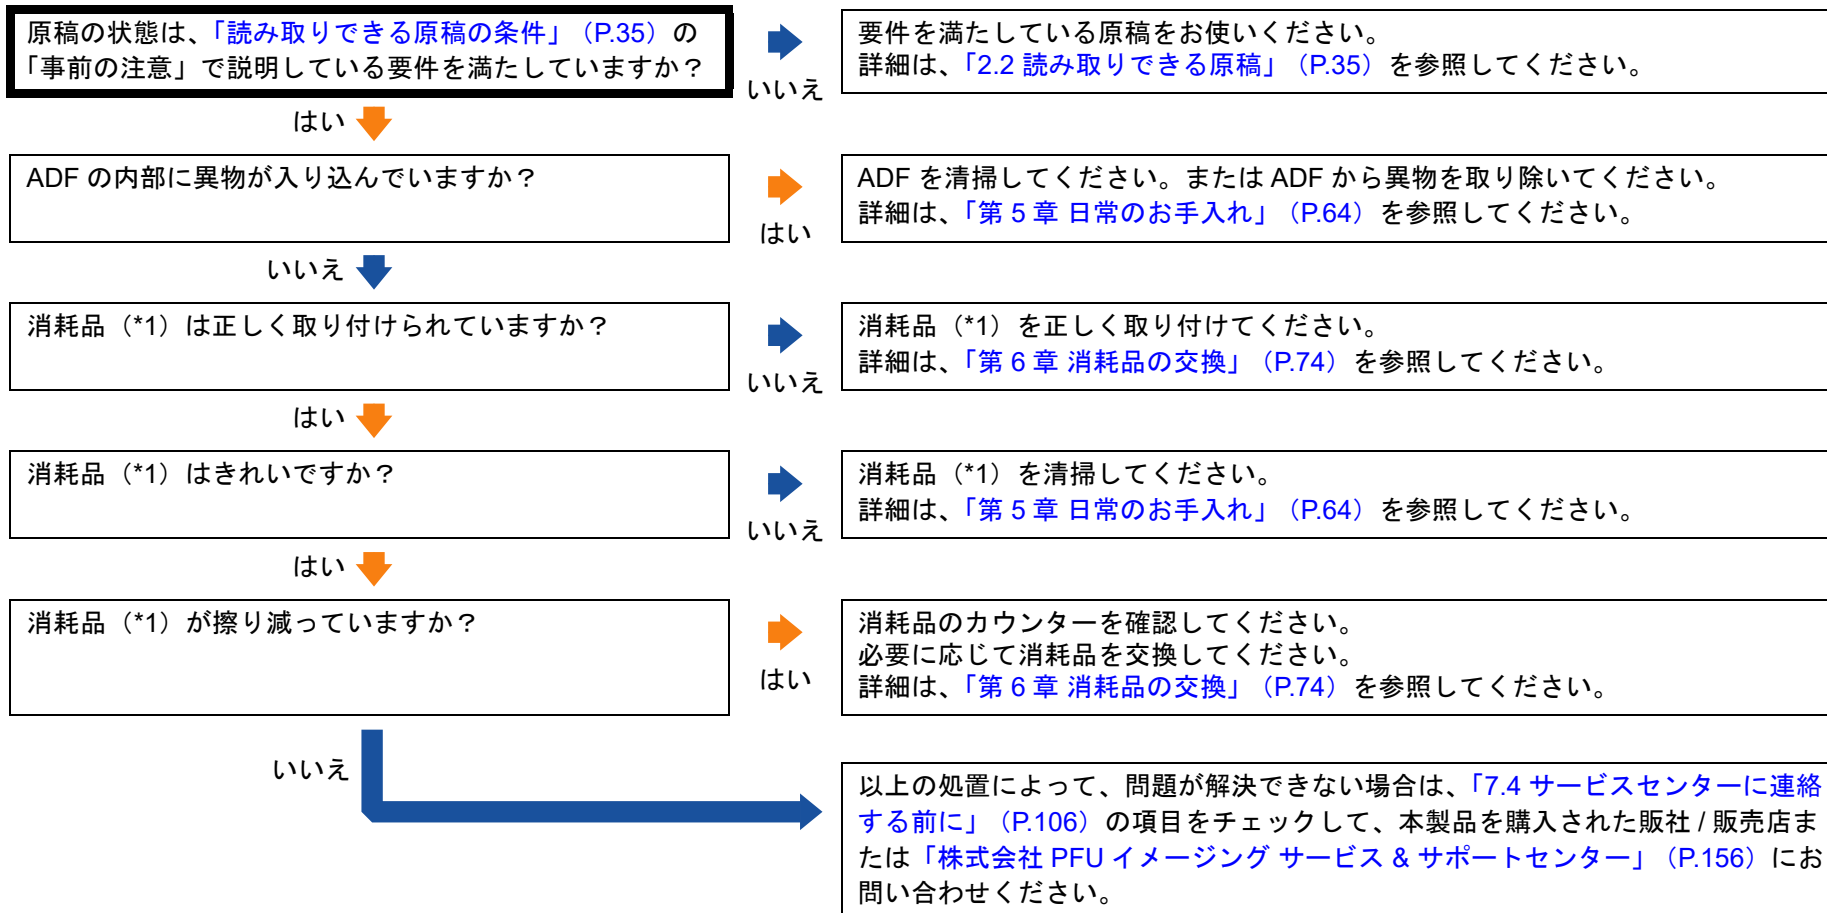 原稿の状態は、「読み取りできる原稿の条件」（P.35）の
「事前の注意」で説明している要件を満たしていますか？
いいえ
要件を満たしている原稿をお使いください。
詳細は、「2.2 読み取りできる原稿」（P.35）を参照してください。
はい
ADF の内部に異物が入り込んでいますか？
はい
ADF を清掃してください。または ADF から異物を取り除いてください。
詳細は、「第 5 章 日常のお手入れ」（P.64）を参照してください。
いいえ
消耗品（*1）は正しく取り付けられていますか？
いいえ
消耗品（*1）を正しく取り付けてください。
詳細は、「第 6 章 消耗品の交換」（P.74）を参照してください。
はい
消耗品（*1）はきれいですか？
いいえ
消耗品（*1）を清掃してください。
詳細は、「第 5 章 日常のお手入れ」（P.64）を参照してください。
はい
消耗品（*1）が擦り減っていますか？
はい
消耗品のカウンターを確認してください。
必要に応じて消耗品を交換してください。
詳細は、「第 6 章 消耗品の交換」（P.74）を参照してください。
いいえ
以上の処置によって、問題が解決できない場合は、「7.4 サービスセンターに連絡
する前に」（P.106）の項目をチェックして、本製品を購入された販社 / 販売店ま
たは「株式会社 PFU イメージング サービス & サポートセンター」（P.156）にお
問い合わせください。